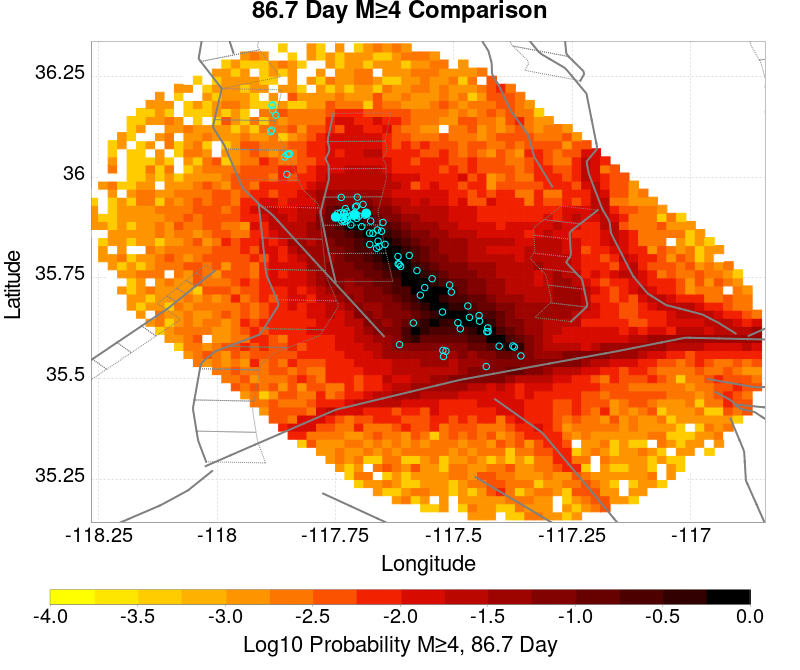 86.7 Day M≥4 Comparison
36.25
36
35.75
35.5
35.25
Latitude
-118.25 -118 -117.75 -117.5 -117.25 -117
Longitude
-4.0 -3.5 -3.0 -2.5 -2.0 -1.5 -1.0 -0.5 0.0
Log10 Probability M≥4, 86.7 Day